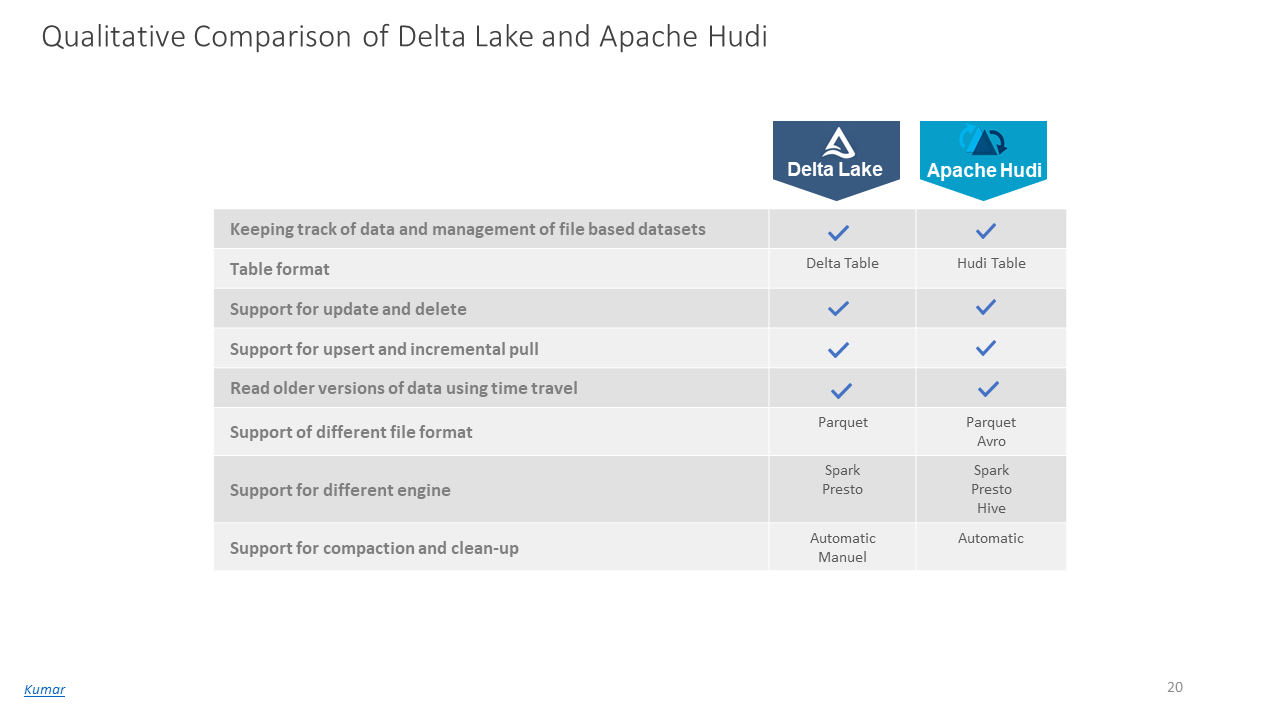 Qualitative Comparison of Delta Lake and Apache Hudi
Delta Lake
Apache Hudi
Keeping track of data and management of file based datasets
Table format
Delta Table
Hudi Table
Support for update and delete
Support for upsert and incremental pull
Read older versions of data using time travel
Support of different file format
Parquet
Parquet
Avro
Support for different engine
Spark
Presto
Spark
Presto
Hive
Support for compaction and clean-up
Automatic
Manuel
Automatic
Kumar
20